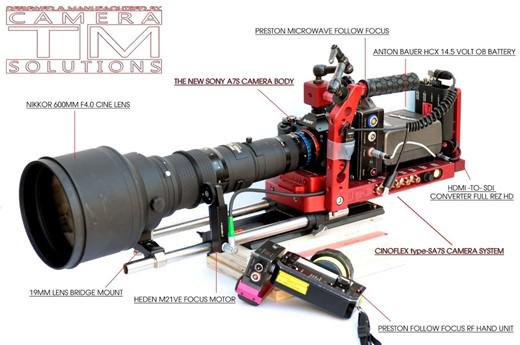 DESIGNED & MANUFACTURED BY
CAMERA
TM
SOLUTIONS
PRESTON MICROWAVE FOLLOW FOCUS
ANTON BAUER HCX 14.5 VOLT OB BATTERY
THE NEW SONY A7S CAMERA BODY
NIKKOR 600MM F4.0 CINE LENS
HDMI -TO- SDI
CONVERTER FULL REZ HD
CINOFLEX type-SA7S CAMERA SYSTEM
19MM LENS BRIDGE MOUNT
HEDEN M21VE FOCUS MOTOR
PRESTON FOLLOW FOCUS RF HAND UNIT